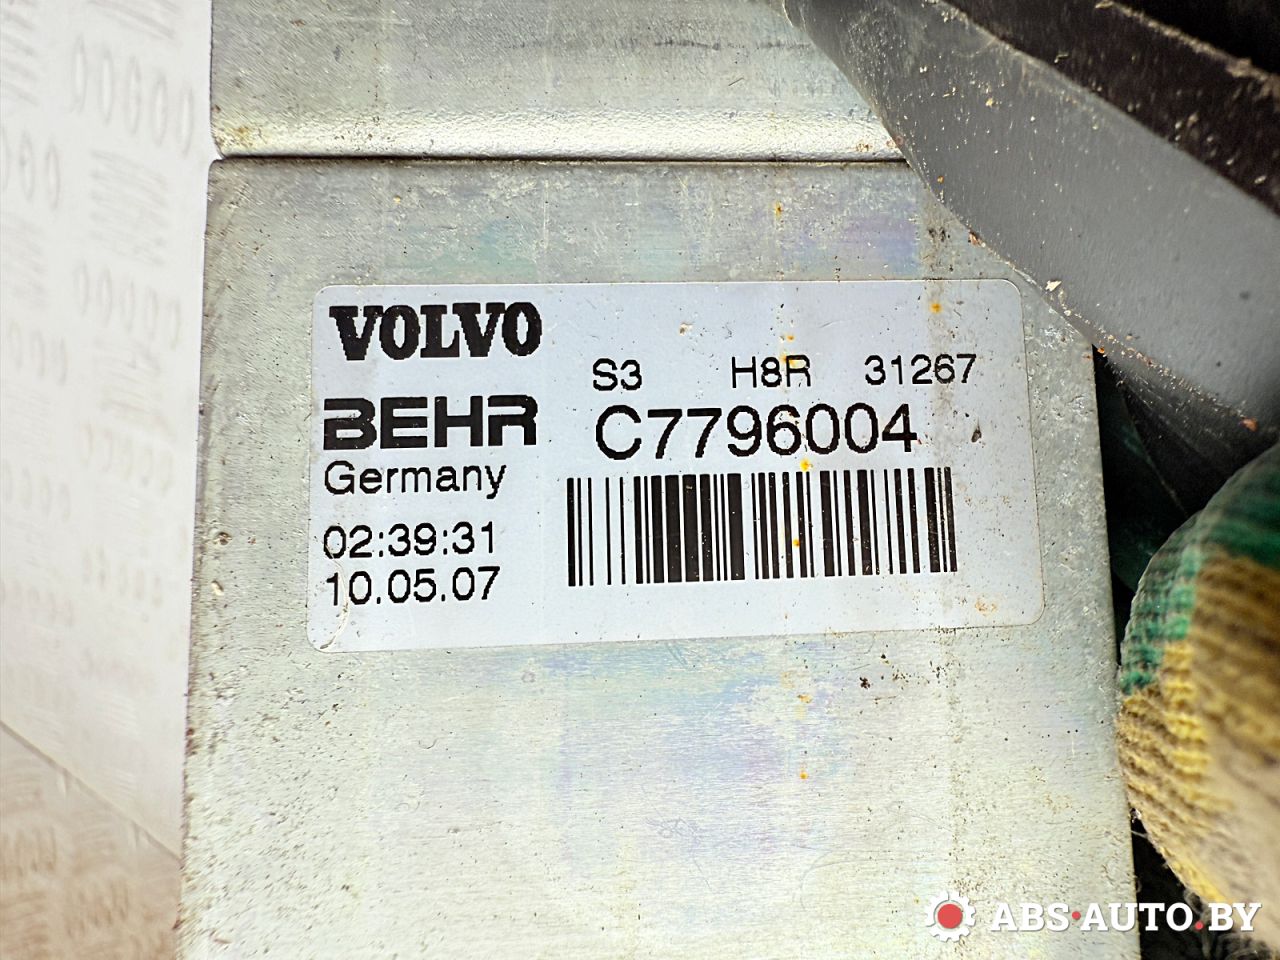 VOLVO
S3 H8R 31267
BEHR C7796004
Germany
02:39:31
10.05.07
ABS·AUTO.BY